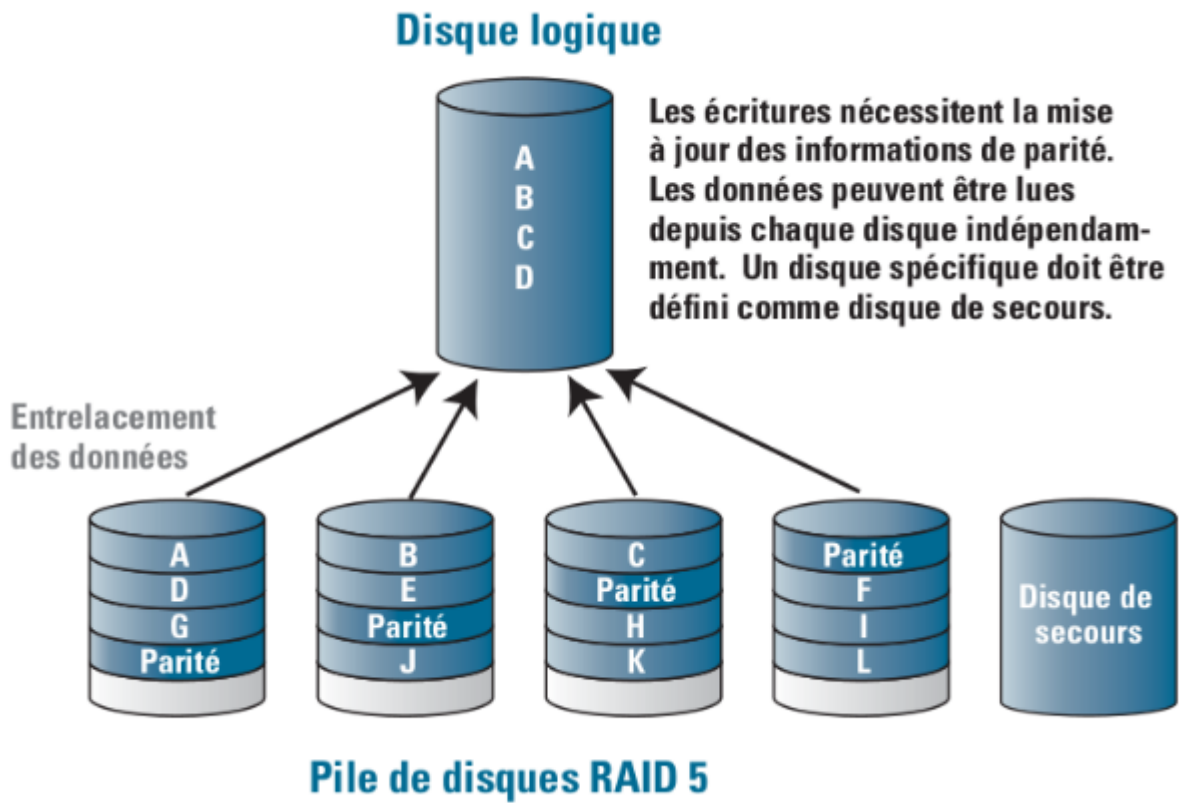 Disque logique
Les écritures nécessitent la mise
à jour des informations de parité.
Les données peuvent être lues
depuis chaque disque indépendam-
ment. Un disque spécifique doit être
défini comme disque de secours.
A
B
C
D
Entrelacement
des données
A
D
G
Parité
B
E
Parité
J
C
Parité
H
K
Parité
F
I
L
Disque de
secours
Pile de disques RAID 5